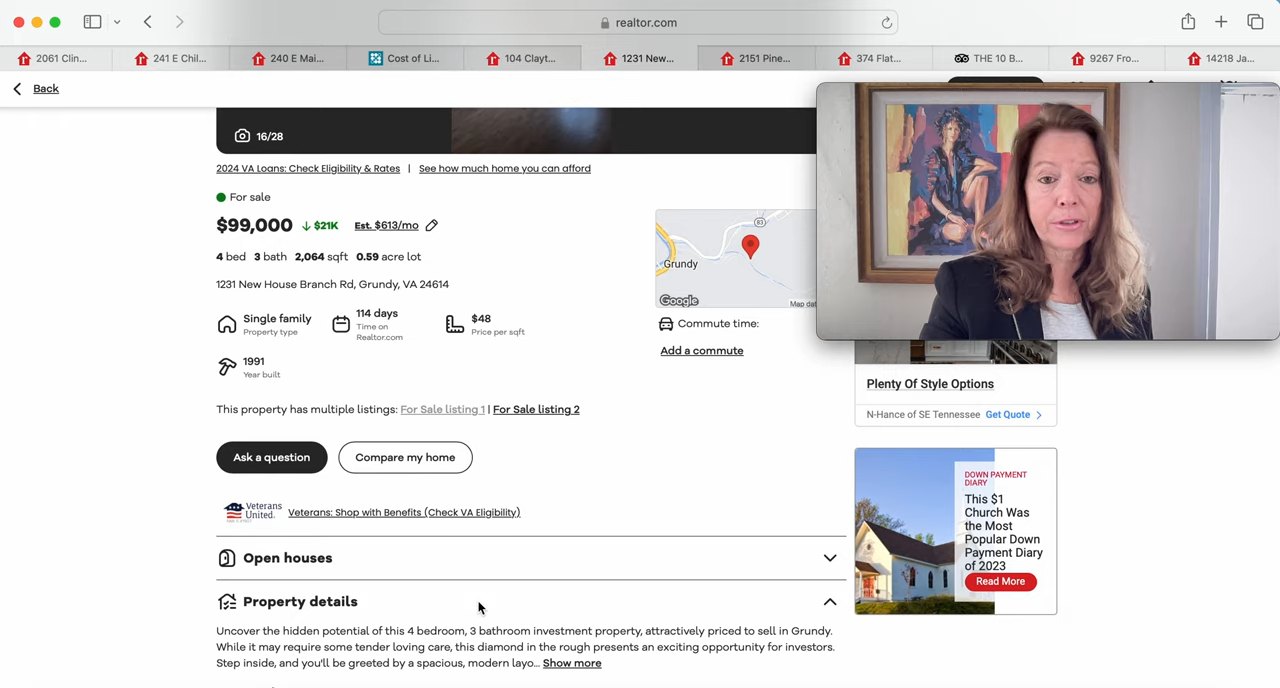 realtor.com
2061 Clin...
241 E Chil...
240 E Mai...
Cost of Li...
104 Clayt...
1231 New...
2151 Pine...
374 Flat...
THE 10 B...
9267 Fro...
14218 Ja...
Back
16/28
2024 VA Loans: Check Eligibility & Rates | See how much home you can afford
For sale
$99,000 ↓ $21K Est. $613/mo
4 bed 3 bath 2,064 sqft 0.59 acre lot
1231 New House Branch Rd, Grundy, VA 24614
Single family
Property type
114 days
Time on
Realtor.com
$48
Price per sqft
1991
Year built
83
Grundy
Google
Map dat
Commute time:
Add a commute
This property has multiple listings: For Sale listing 1 | For Sale listing 2
Ask a question
Compare my home
Veterans
United.
Veterans: Shop with Benefits (Check VA Eligibility)
Open houses
Property details
Uncover the hidden potential of this 4 bedroom, 3 bathroom investment property, attractively priced to sell in Grundy.
While it may require some tender loving care, this diamond in the rough presents an exciting opportunity for investors.
Step inside, and you'll be greeted by a spacious, modern layo... Show more
Plenty Of Style Options
N-Hance of SE Tennessee Get Quote
DOWN PAYMENT
DIARY
This $1
Church Was
the Most
Popular Down
Payment Diary
of 2023
Read More